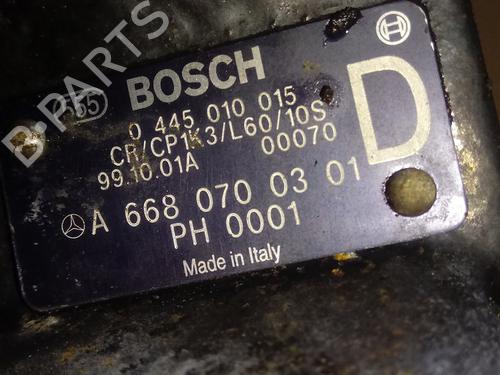 B-PARTS
BOSCH
D
0 445 010 015
CR/CP1K3/L60/10S
99.10.01A 00070
A 668 070 03 01
PH 0001
Made in Italy